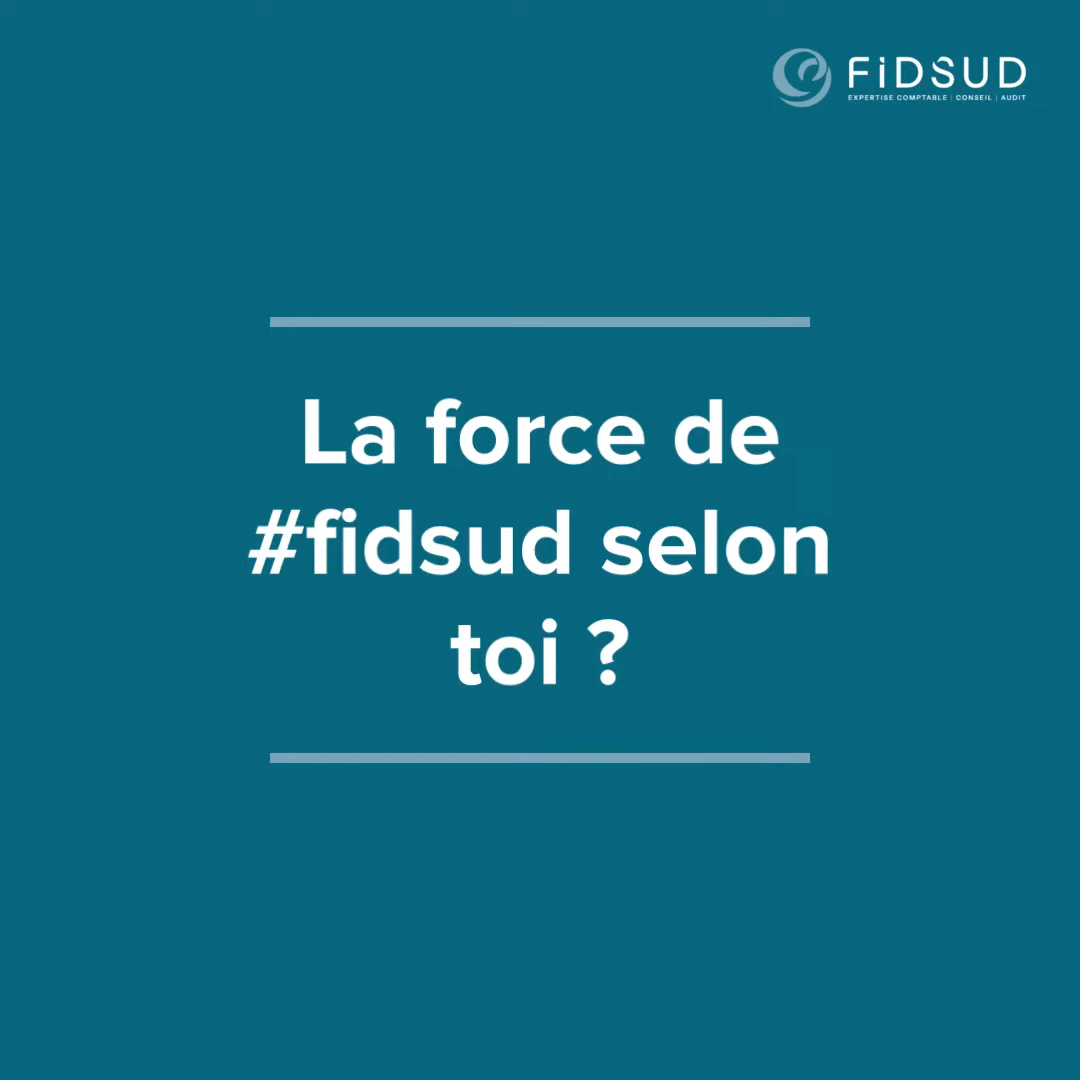 FiDSUD
EXPERTISE COMPTABLE | CONSEIL | AUDIT
La force de
#fidsud selon
toi ?